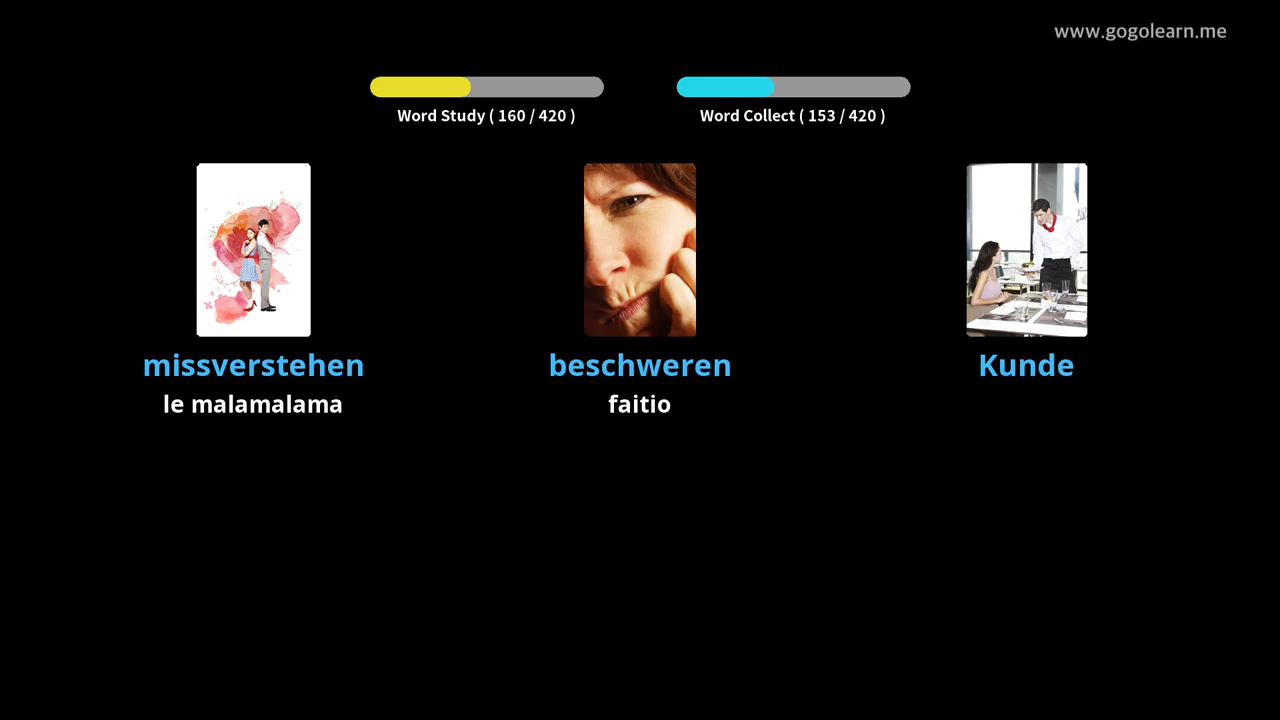 www.gogolearn.me
Word Study ( 160 / 420 )
Word Collect ( 153 / 420 )
missverstehen
beschweren
Kunde
le malamalama
faitio